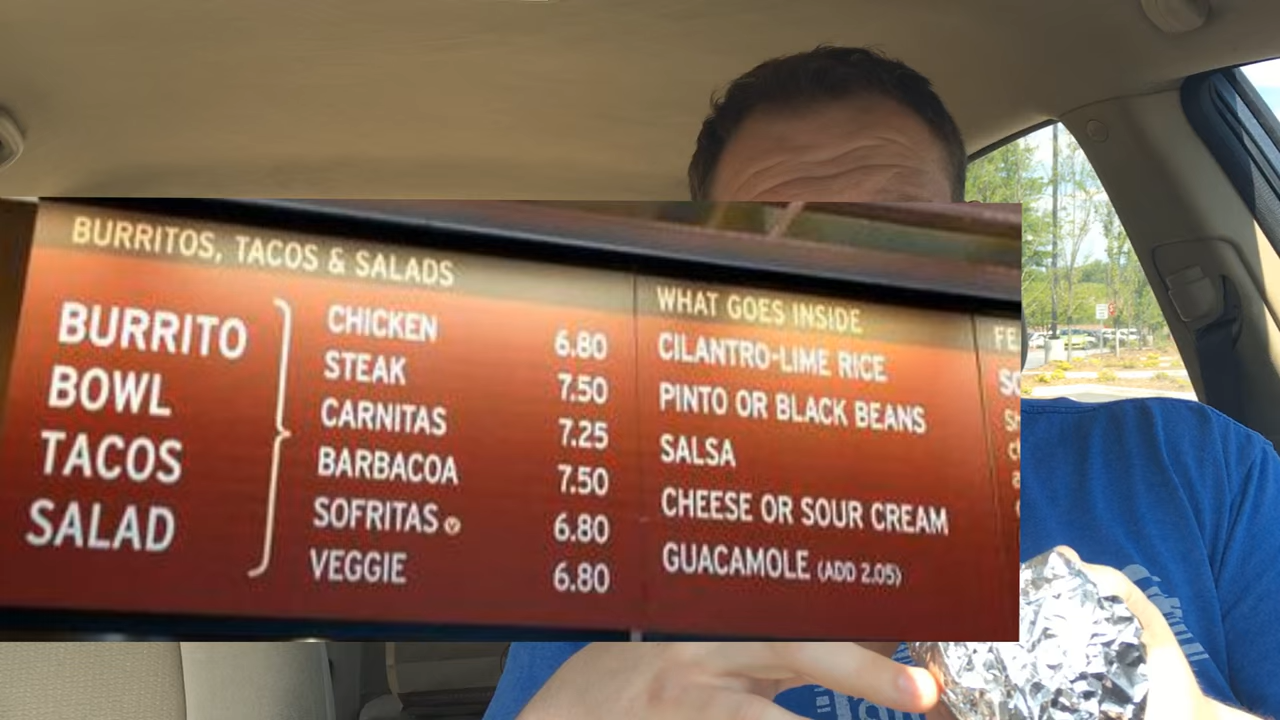 BURRITOS, TACOS & SALADS
BURRITO
BOWL
TACOS
SALAD
CHICKEN 6.80
STEAK 7.50
CARNITAS 7.25
BARBACOA 7.50
SOFRITAS 6.80
VEGGIE 6.80
WHAT GOES INSIDE
CILANTRO-LIME RICE
PINTO OR BLACK BEANS
SALSA
CHEESE OR SOUR CREAM
GUACAMOLE (ADD 2.05)